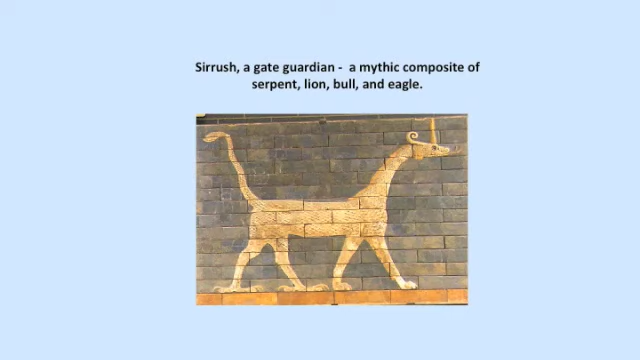 Sirrush, a gate guardian -  a mythic composite of
serpent, lion, bull, and eagle.